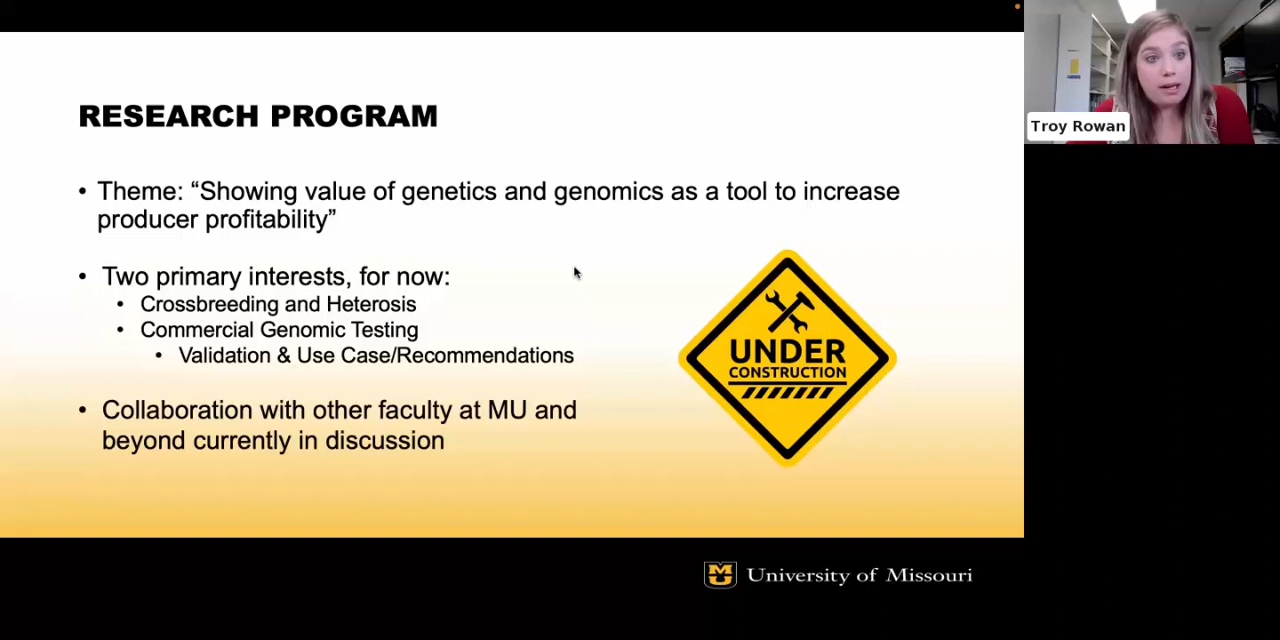 RESEARCH PROGRAM
• Theme: “Showing value of genetics and genomics as a tool to increase
producer profitability”
• Two primary interests, for now:
• Crossbreeding and Heterosis
• Commercial Genomic Testing
• Validation & Use Case/Recommendations
• Collaboration with other faculty at MU and
beyond currently in discussion
UNDER
CONSTRUCTION
Troy Rowan
University of Missouri